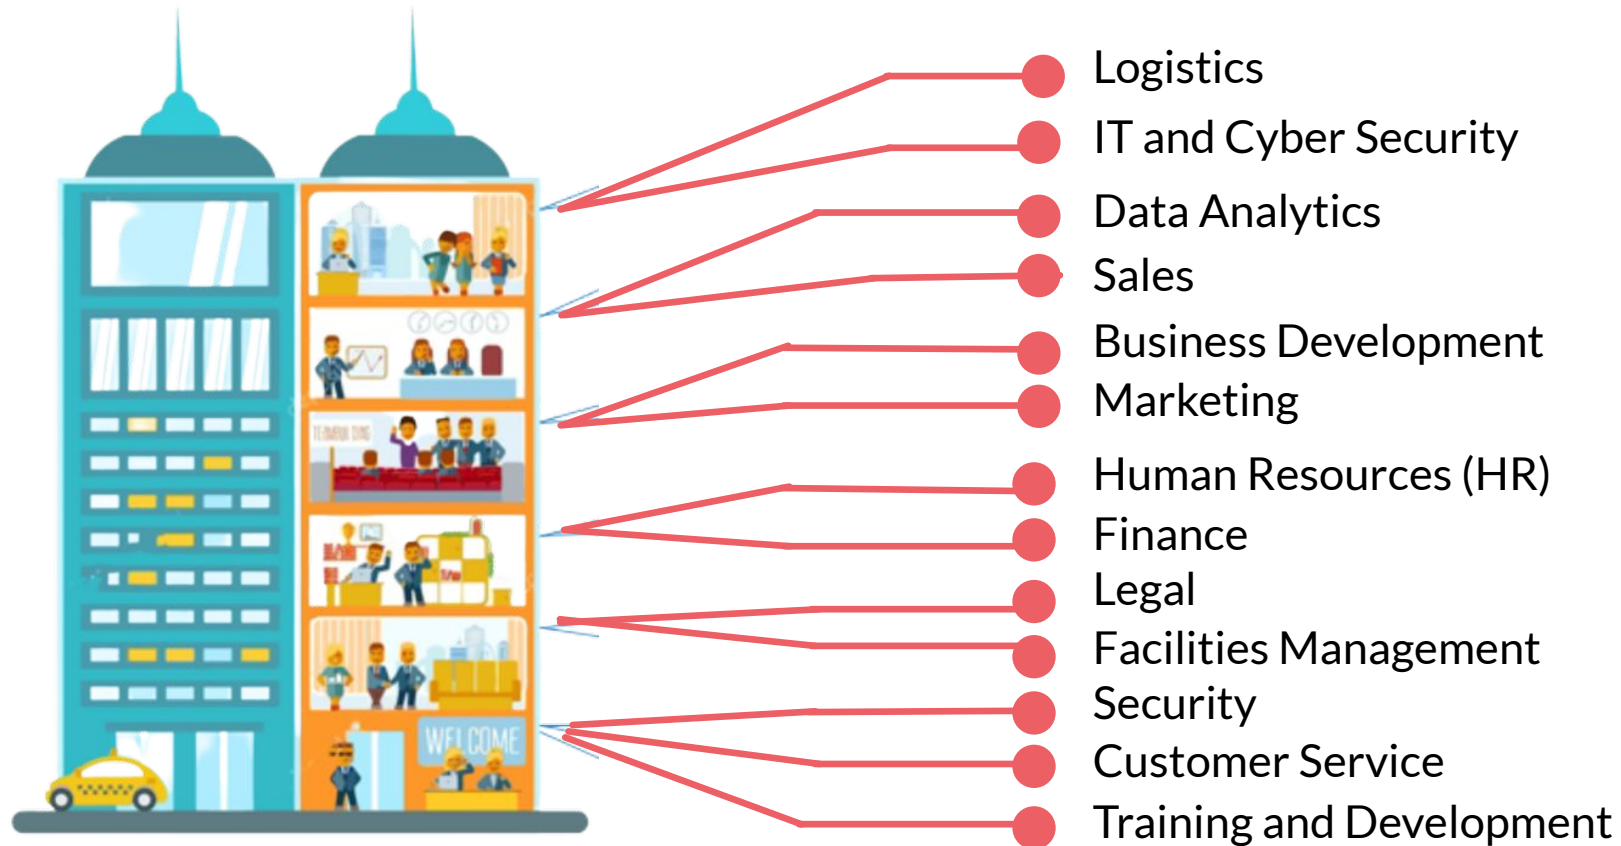 Logistics
IT and Cyber Security
Data Analytics
Sales
Business Development
Marketing
TEAMBUILDING
Human Resources (HR)
Finance
Legal
Facilities Management
Security
WELCOME
Customer Service
Training and Development